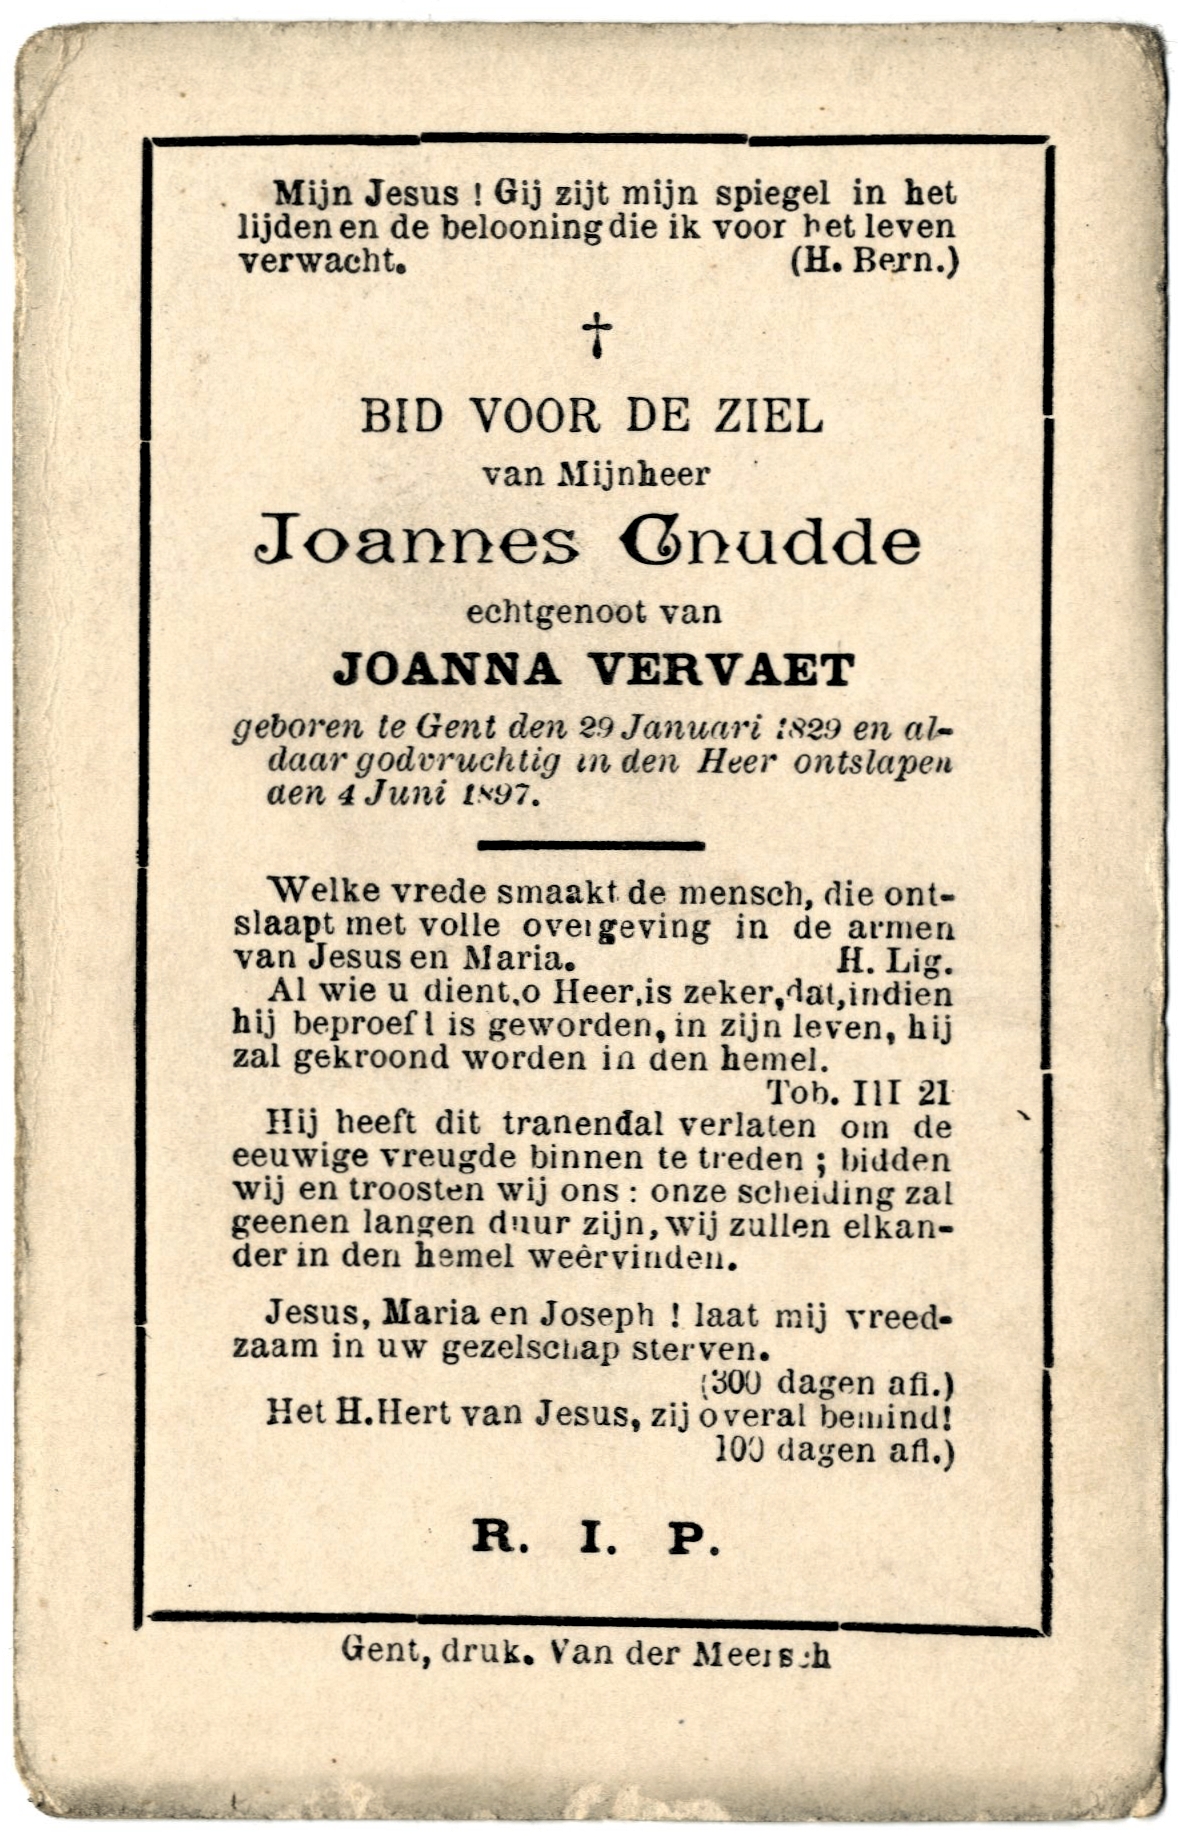 Mijn Jesus ! Gij zijt mijn spiegel in het
lijden en de belooning die ik voor het leven
verwacht. (H. Bern.)
†
BID VOOR DE ZIEL
van Mijnheer
Joannes Cnudde
echtgenoot van
JOANNA VERVAET
geboren te Gent den 29 Januari 1829 en al-
daar godvruchtig in den Heer ontslapen
den 4 Juni 1897.
Welke vrede smaakt de mensch, die ont-
slaapt met volle overgeving in de armen
van Jesus en Maria. H. Lig.
Al wie u dient, o Heer, is zeker, dat, indien
hij beproeft is geworden, in zijn leven, hij
zal gekroond worden in den hemel.
Tob. III 21
Hij heeft dit tranendal verlaten om de
eeuwige vreugde binnen te treden ; bidden
wij en troosten wij ons : onze scheiding zal
geenen langen duur zijn, wij zullen elkan-
der in den hemel weêrvinden.
Jesus, Maria en Joseph ! laat mij vreed-
zaam in uw gezelschap sterven.
(300 dagen afl.)
Het H. Hert van Jesus, zij overal bemind!
100 dagen afl.)
R. I. P.
Gent, druk. Van der Meersch